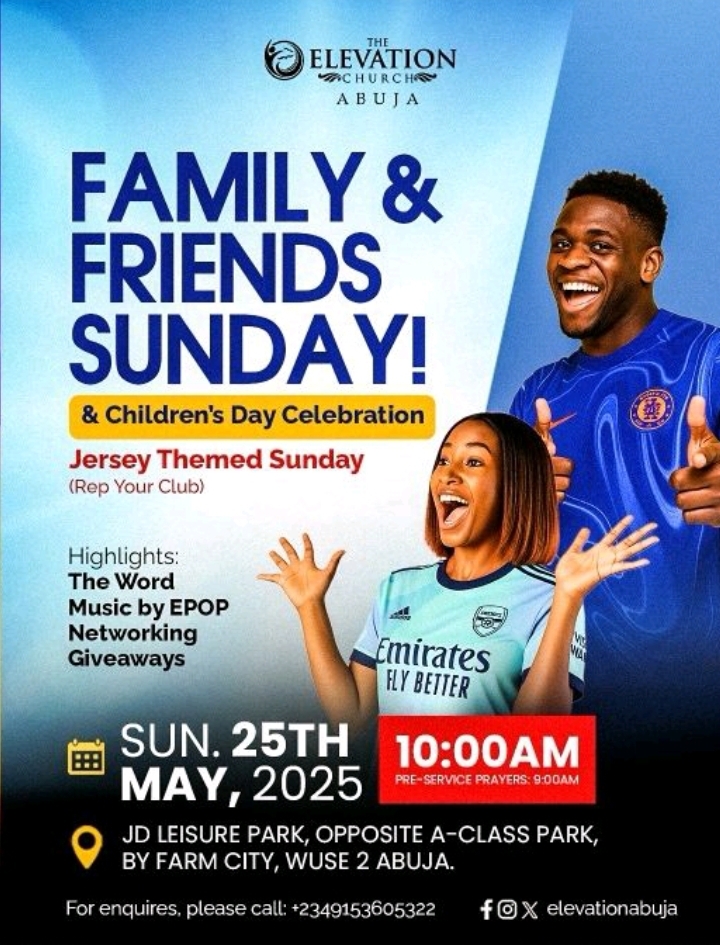 THE
ELEVATION
CHURCH
ABUJA
FAMILY &
FRIENDS
SUNDAY!
& Children's Day Celebration
Jersey Themed Sunday
(Rep Your Club)
Highlights:
The Word
Music by EPOP
Networking
Giveaways
Emirates
FLY BETTER
Arsenal
SUN. 25TH
MAY, 2025
10:00AM
PRE-SERVICE PRAYERS: 9:00AM
JD LEISURE PARK, OPPOSITE A-CLASS PARK,
BY FARM CITY, WUSE 2 ABUJA.
For enquires, please call: +2349153605322
elevationabuja